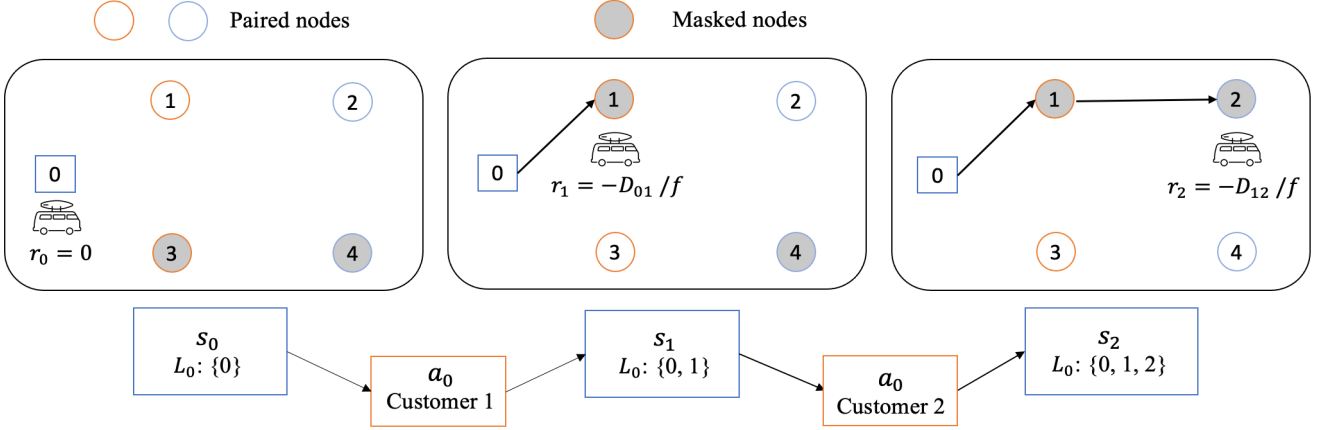 Paired nodes
Masked nodes
1 2
0
r₀ = 0
3 4
1 2
0
r₁ = −D₀₁ /f
3 4
1 2
0
r₂ = −D₁₂ /f
3 4
s₀
L₀: {0}
a₀
Customer 1
s₁
L₀: {0, 1}
a₀
Customer 2
s₂
L₀: {0, 1, 2}